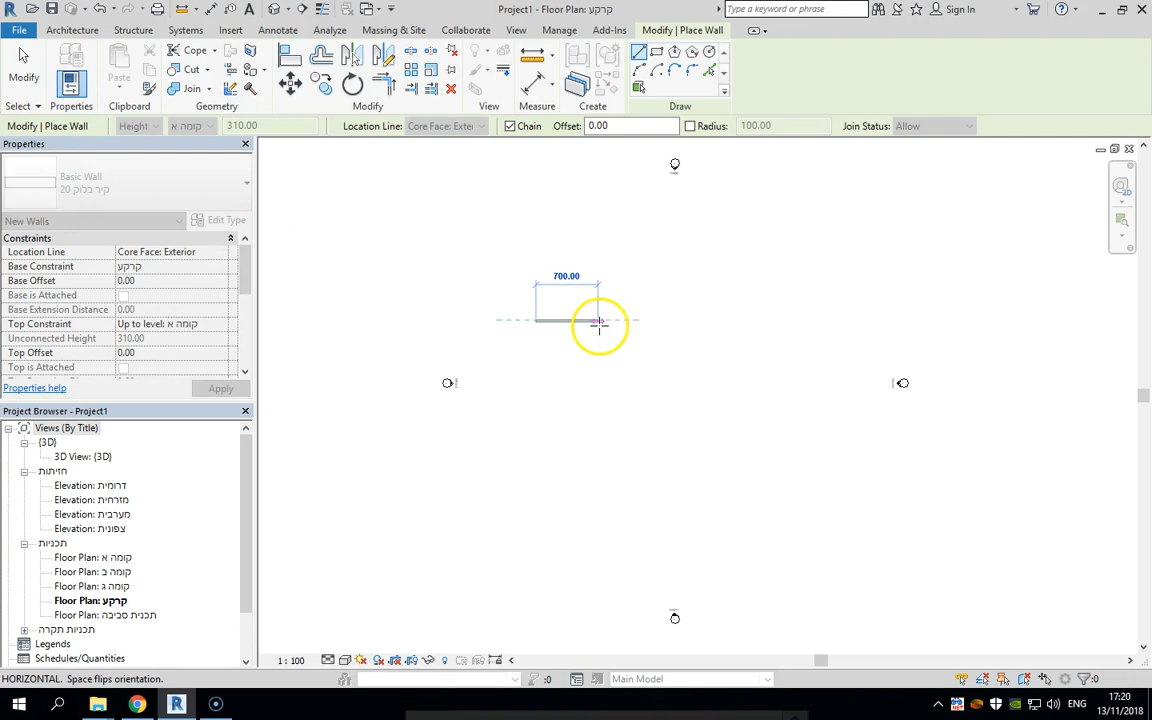 Project1 - Floor Plan: קרקע
Type a keyword or phrase
Sign In
File Architecture Structure Systems Insert Annotate Analyze Massing & Site Collaborate View Manage Add-Ins Modify | Place Wall
Modify
Paste
Cope
Cut
Join
Select Properties Clipboard Geometry Modify View Measure Create Draw
Modify | Place Wall Height קומה א 310.00 Location Line: Core Face: Exter Chain Offset: 0.00 Radius: 100.00 Join Status: Allow
Properties
Basic Wall
קיר בלוק 20
New Walls Edit Type
Constraints
Location Line Core Face: Exterior
Base Constraint קרקע
Base Offset 0.00
Base is Attached
Base Extension Distance 0.00
Top Constraint Up to level: קומה א
Unconnected Height 310.00
Top Offset 0.00
Top is Attached
Properties help Apply
Project Browser - Project1
Views (By Title)
{3D}
3D View: {3D}
חזיתות
Elevation: דרומית
Elevation: מזרחית
Elevation: מערבית
Elevation: צפונית
תכניות
Floor Plan: קומה א
Floor Plan: קומה ב
Floor Plan: קומה ג
Floor Plan: קרקע
Floor Plan: תכנית סביבה
תכניות תקרה
Legends
Schedules/Quantities
700.00
2D
1 : 100
HORIZONTAL. Space flips orientation.
:0
Main Model
:0
ENG
17:20
13/11/2018